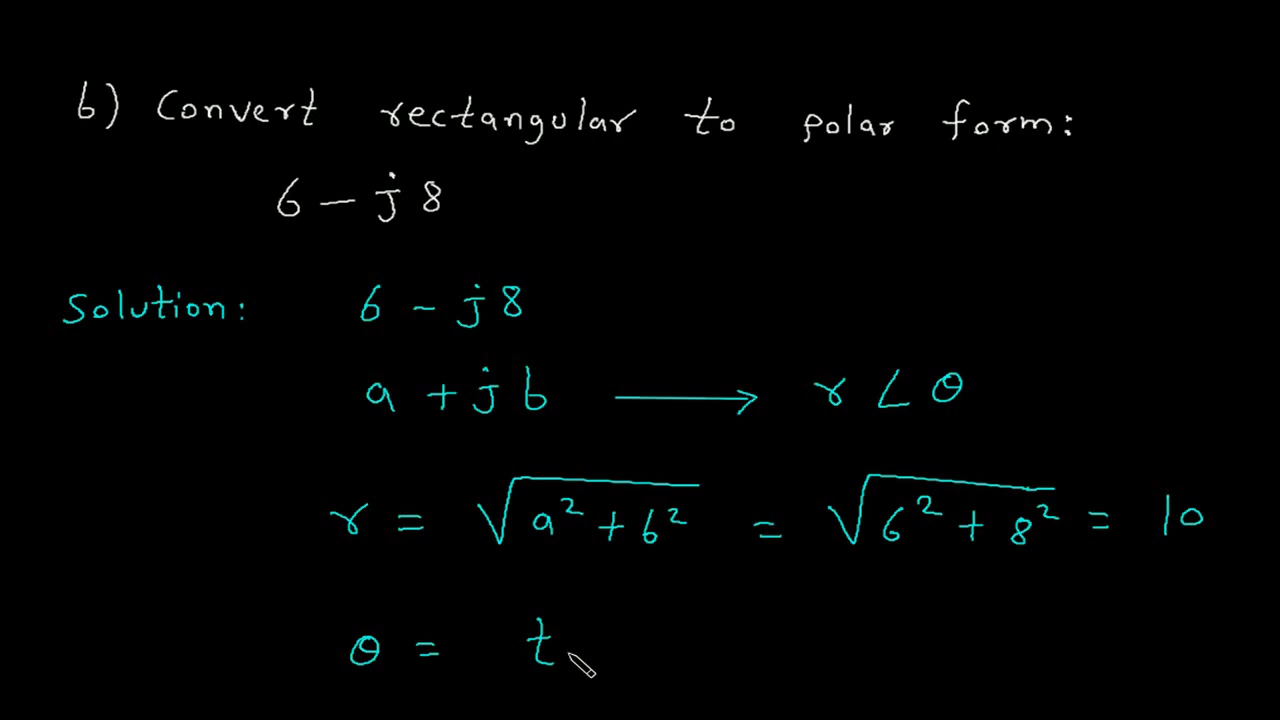 b) Convert rectangular to polar form:
6 - j 8
Solution: 6 - j 8
a + j b ⟶ r ∠ θ
r = √(a² + b²) = √(6² + 8²) = 10
θ = t